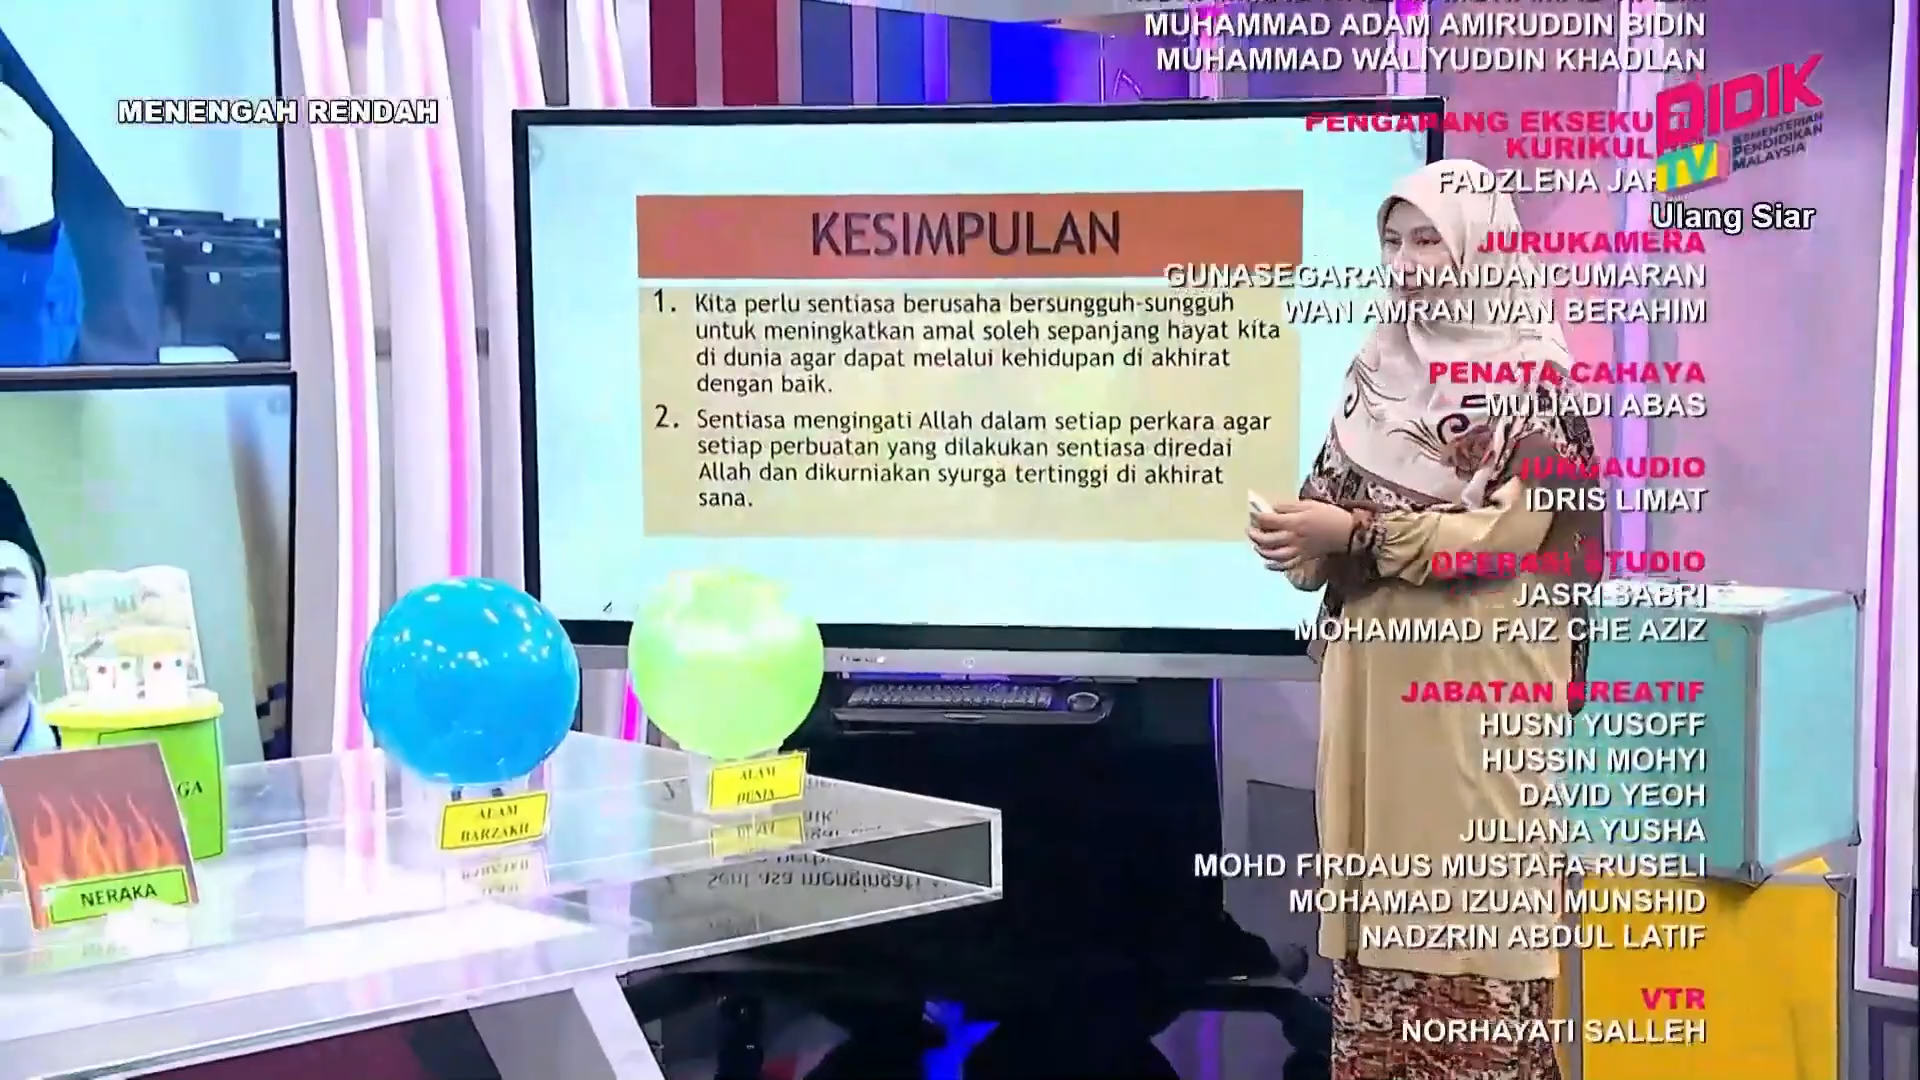 MENENGAH RENDAH
KESIMPULAN
1. Kita perlu sentiasa berusaha bersungguh-sungguh
untuk meningkatkan amal soleh sepanjang hayat kita
di dunia agar dapat melalui kehidupan di akhirat
dengan baik.
2. Sentiasa mengingati Allah dalam setiap perkara agar
setiap perbuatan yang dilakukan sentiasa diredai
Allah dan dikurniakan syurga tertinggi di akhirat
sana.
ALAM
DUNIA
ALAM
BARZAKH
NERAKA
MUHAMMAD ADAM AMIRUDDIN BIDIN
MUHAMMAD WALIYUDDIN KHADLAN
PENGARANG
FADZLENA
JURUKAMERA
GUNASEGARAN NANDANCUMARAN
WAN AMRAN WAN BERAHIM
PENATA CAHAYA
MULIADI ABAS
JURUAUDIO
IDRIS LIMAT
OPERASI STUDIO
JASRI SABRI
MOHAMMAD FAIZ CHE AZIZ
JABATAN KREATIF
HUSNI YUSOFF
HUSSIN MOHYI
DAVID YEOH
JULIANA YUSHA
MOHD FIRDAUS MUSTAFA RUSELI
MOHAMAD IZUAN MUNSHID
NADZRIN ABDUL LATIF
VTR
NORHAYATI SALLEH
DIDIK
TV
KEMENTERIAN
PENDIDIKAN
MALAYSIA
Ulang Siar